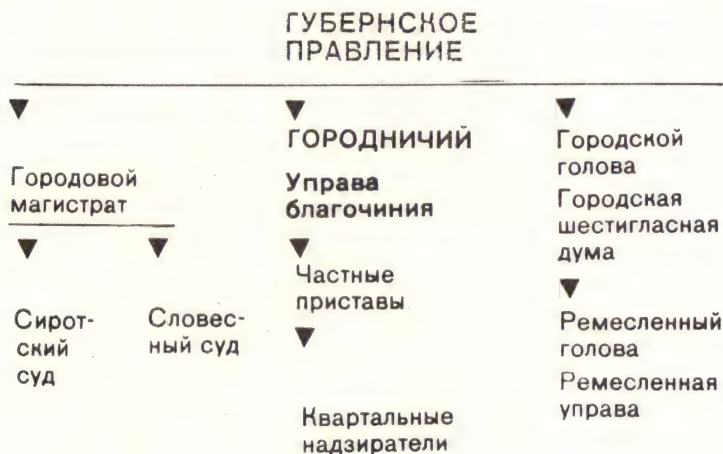 ГУБЕРНСКОЕ
ПРАВЛЕНИЕ
Городовой
магистрат
Сирот-
ский
суд
Словес-
ный суд
ГОРОДНИЧИЙ
Управа
благочиния
Частные
приставы
Квартальные
надзиратели
Городской
голова
Городская
шестигласная
дума
Ремесленный
голова
Ремесленная
управа